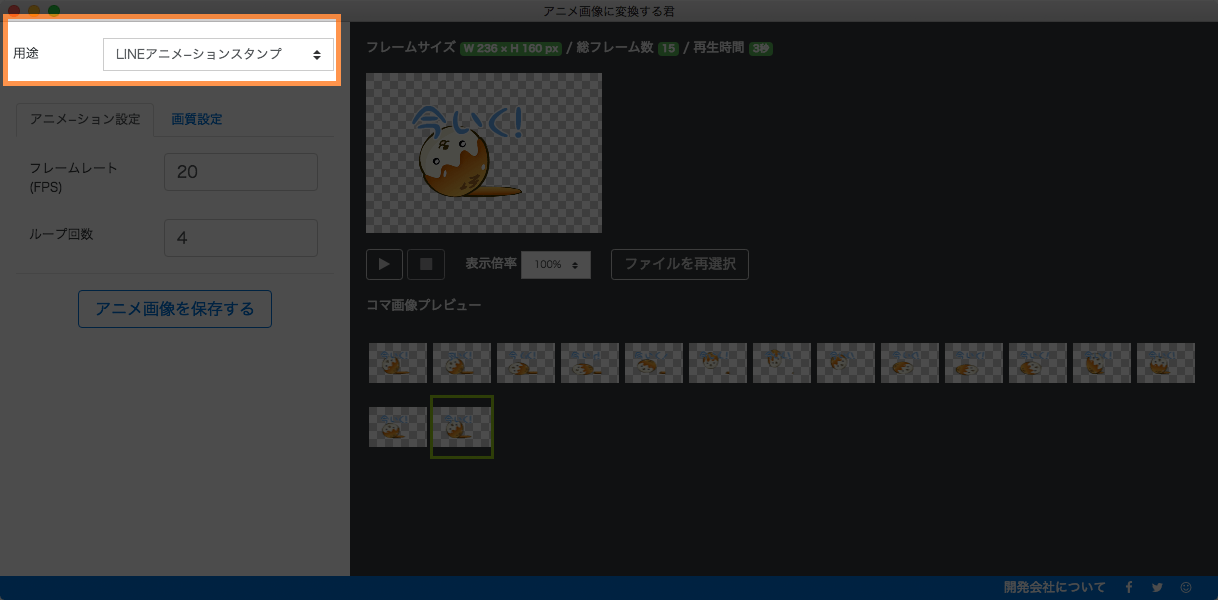 アニメ画像に変換する君
用途
LINEアニメーションスタンプ
アニメーション設定
画質設定
フレームレート
(FPS)
20
ループ回数
4
アニメ画像を保存する
フレームサイズ W 236 × H 160 px / 総フレーム数 15 / 再生時間 3秒
今いく!
表示倍率
100%
ファイルを再選択
コマ画像プレビュー
開発会社について